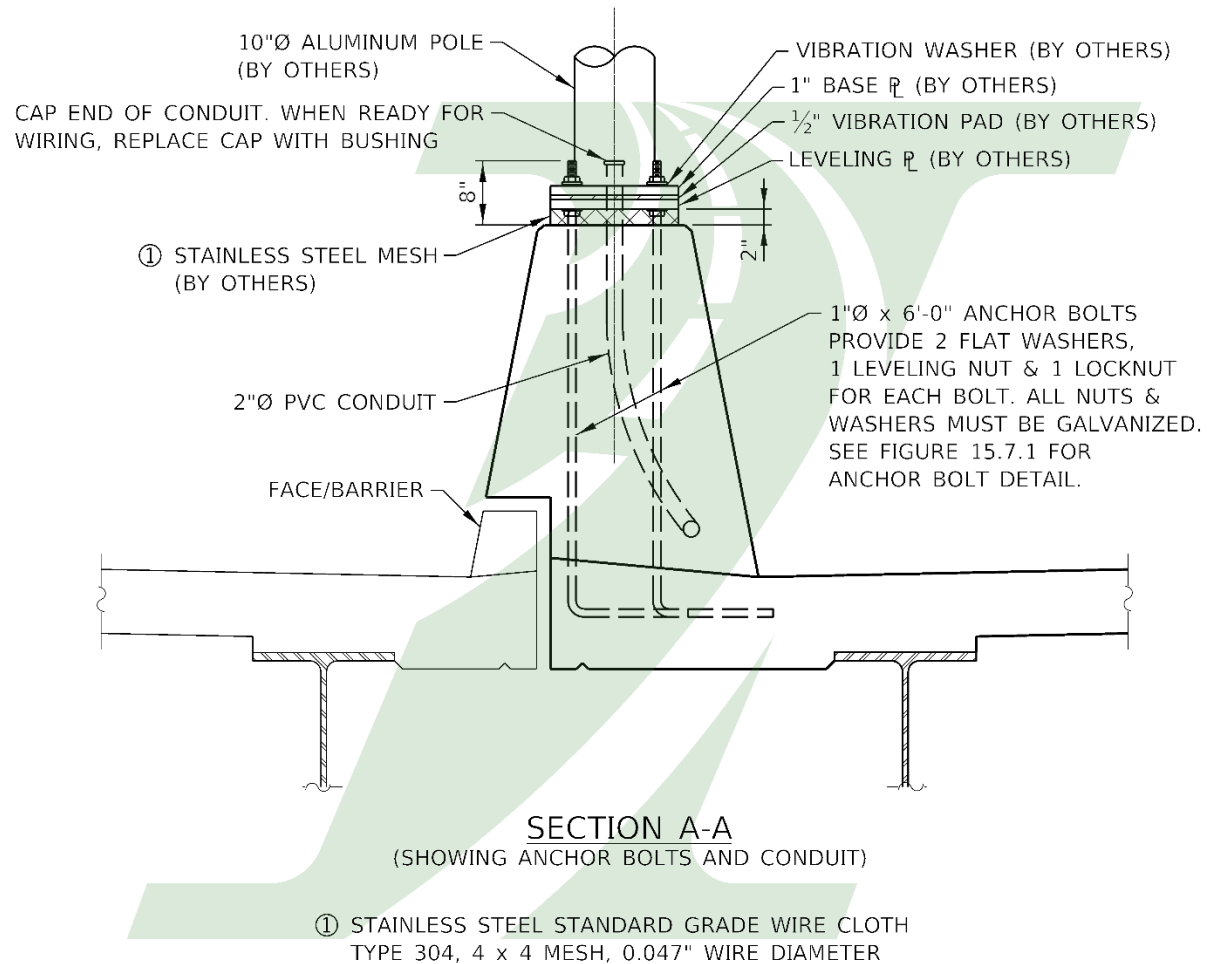 10"Ø ALUMINUM POLE
(BY OTHERS)
CAP END OF CONDUIT. WHEN READY FOR
WIRING, REPLACE CAP WITH BUSHING
VIBRATION WASHER (BY OTHERS)
1" BASE ℄ (BY OTHERS)
½" VIBRATION PAD (BY OTHERS)
LEVELING ℄ (BY OTHERS)
8"
2"
① STAINLESS STEEL MESH
(BY OTHERS)
1"Ø x 6'-0" ANCHOR BOLTS
PROVIDE 2 FLAT WASHERS,
1 LEVELING NUT & 1 LOCKNUT
FOR EACH BOLT. ALL NUTS &
WASHERS MUST BE GALVANIZED.
SEE FIGURE 15.7.1 FOR
ANCHOR BOLT DETAIL.
2"Ø PVC CONDUIT
FACE/BARRIER
SECTION A-A
(SHOWING ANCHOR BOLTS AND CONDUIT)
① STAINLESS STEEL STANDARD GRADE WIRE CLOTH
TYPE 304, 4 x 4 MESH, 0.047" WIRE DIAMETER